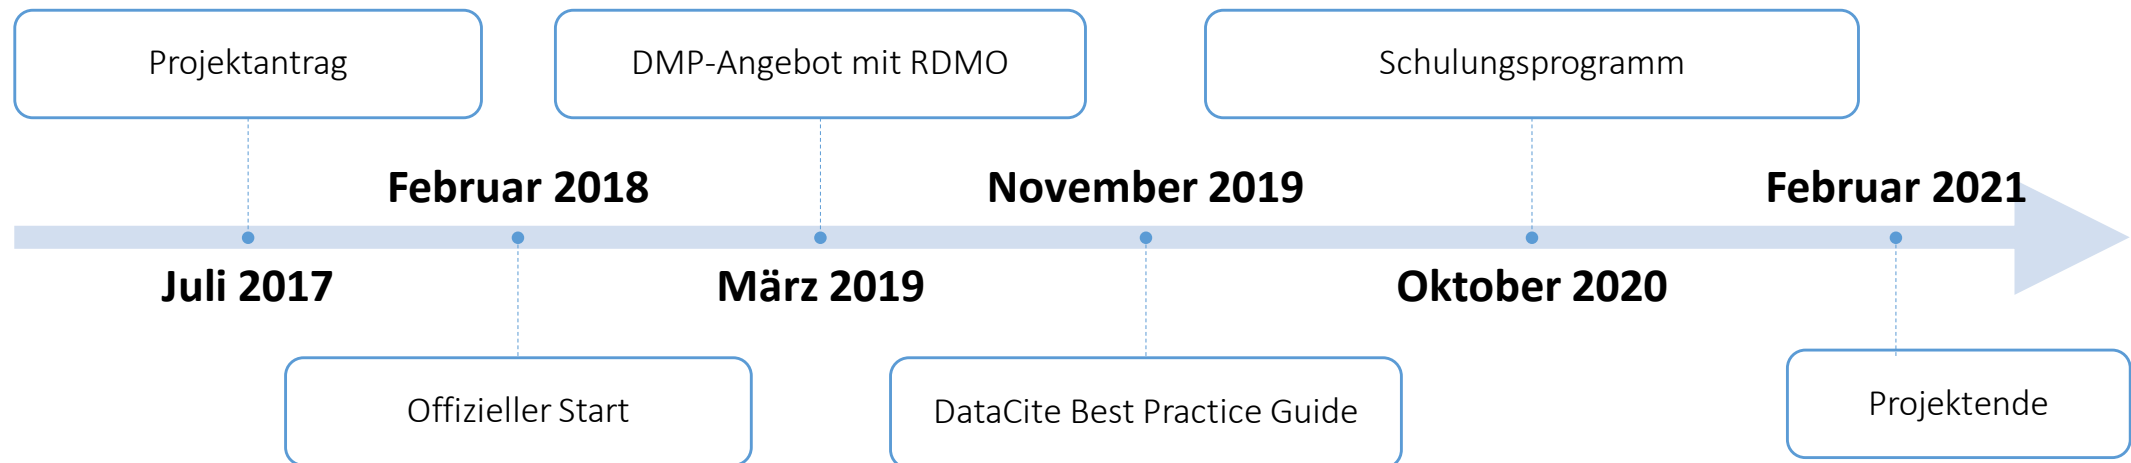 Projektantrag
DMP-Angebot mit RDMO
Schulungsprogramm
Februar 2018
November 2019
Februar 2021
Juli 2017
März 2019
Oktober 2020
Offizieller Start
DataCite Best Practice Guide
Projektende